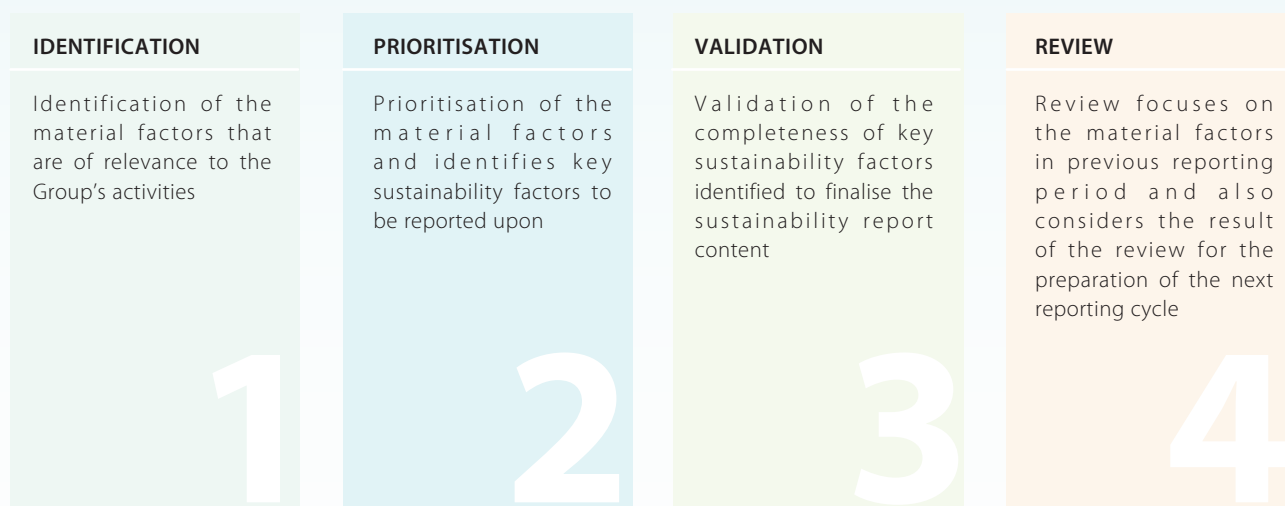 IDENTIFICATION
Identification of the
material factors that
are of relevance to the
Group's activities
1
PRIORITISATION
Prioritisation of the
material factors
and identifies key
sustainability factors to
be reported upon
2
VALIDATION
Validation of the
completeness of key
sustainability factors
identified to finalise the
sustainability report
content
3
REVIEW
Review focuses on
the material factors
in previous reporting
period and also
considers the result
of the review for the
preparation of the next
reporting cycle
4